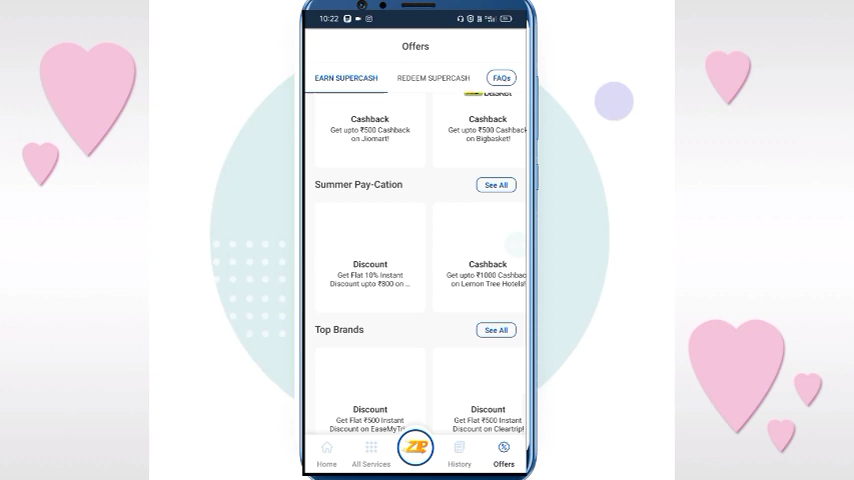 10:22
Offers
EARN SUPERCASH
REDEEM SUPERCASH
FAQs
Cashback
Get upto ₹500 Cashback
on Jiomart!
Basket
Cashback
Get upto ₹500 Cashback
on Bigbasket!
Summer Pay-Cation
See All
Discount
Get Flat 10% Instant
Discount upto ₹800 on ...
Cashback
Get upto ₹1000 Cashbac
on Lemon Tree Hotels!
Top Brands
See All
Discount
Get Flat ₹500 Instant
Discount on EaseMyTri
Discount
Get Flat ₹500 Instant
Discount on Cleartrip!
Home
All Services
ZIP
History
Offers